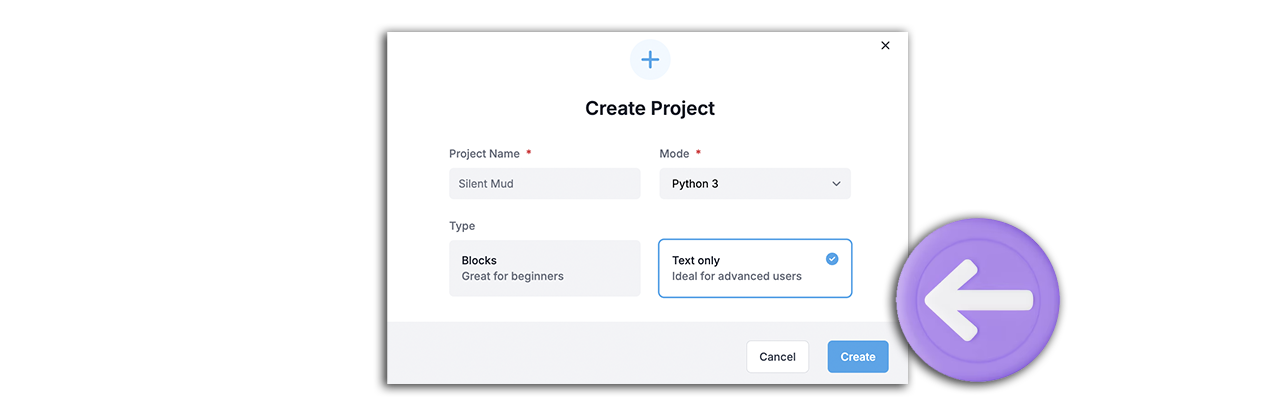 Create Project
Project Name *
Mode *
Silent Mud
Python 3
Type
Blocks
Great for beginners
Text only
Ideal for advanced users
Cancel
Create